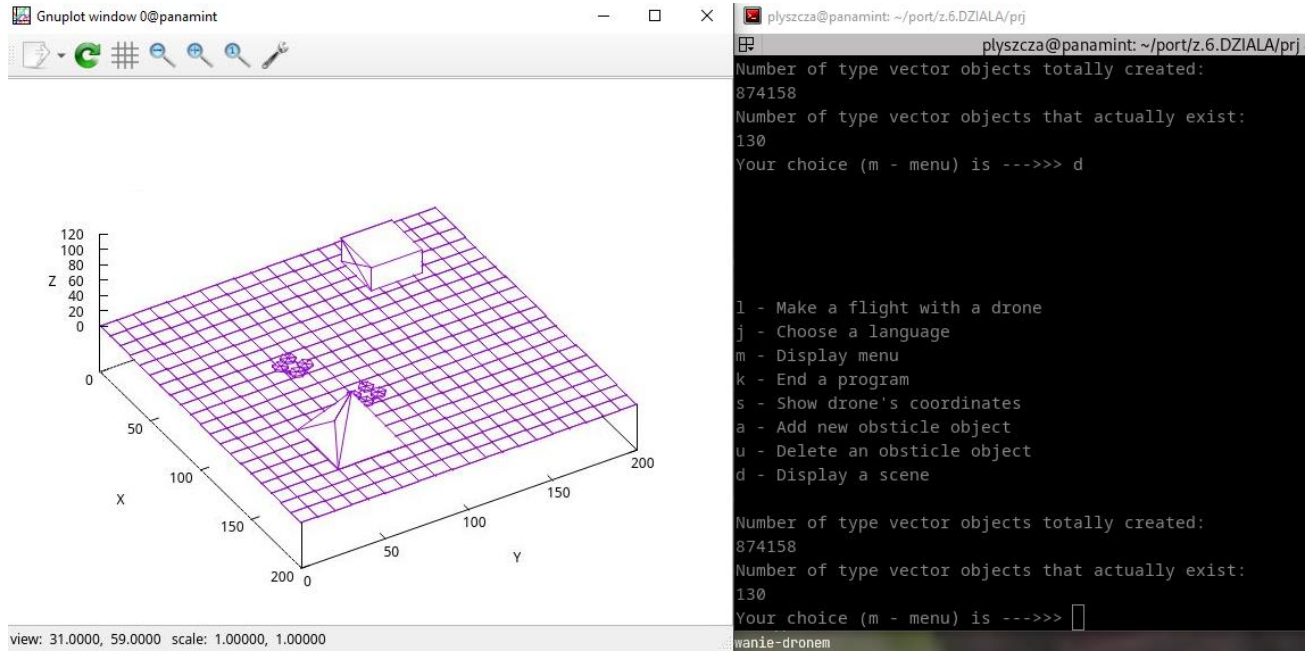 Gnuplot window 0@panamint
120
100
80
60
40
20
0
Z
0
50
100
150
200
X
0
50
100
150
200
Y
view: 31.0000, 59.0000 scale: 1.00000, 1.00000
plyszcza@panamint: ~/port/z.6.DZIALA/prj
plyszcza@panamint: ~/port/z.6.DZIALA/prj
Number of type vector objects totally created:
874158
Number of type vector objects that actually exist:
130
Your choice (m - menu) is --->>> d
l - Make a flight with a drone
j - Choose a language
m - Display menu
k - End a program
s - Show drone's coordinates
a - Add new obsticle object
u - Delete an obsticle object
d - Display a scene
Number of type vector objects totally created:
874158
Number of type vector objects that actually exist:
130
Your choice (m - menu) is --->>>
wanie-dronem